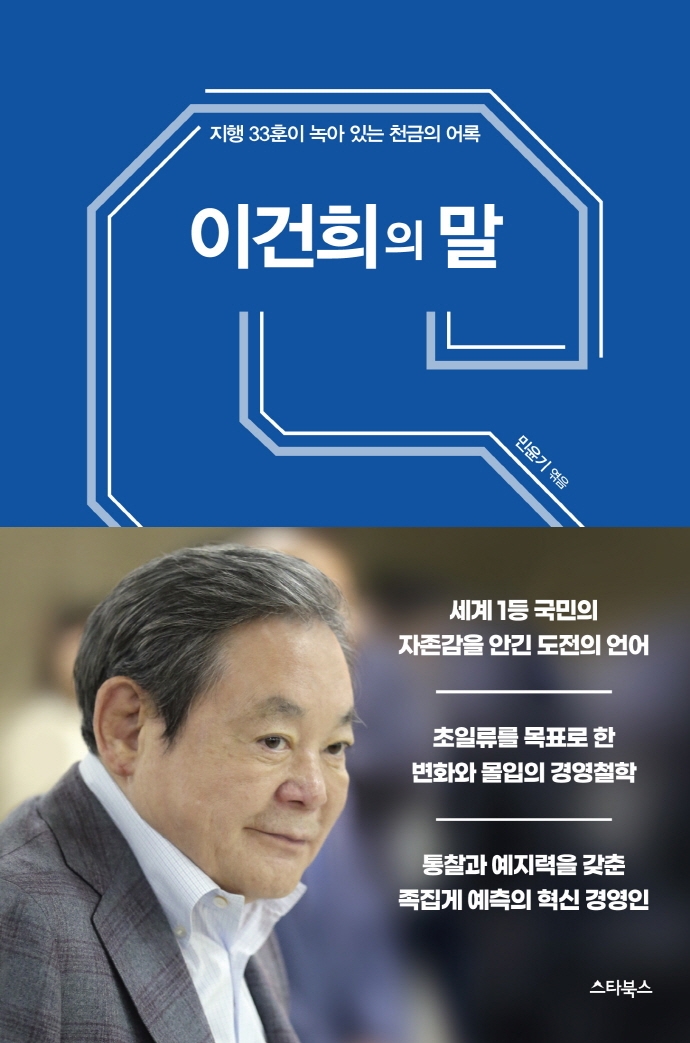 지행 33훈이 녹아 있는 천금의 어록
이건희의 말
민윤기 엮음
세계 1등 국민의
자존감을 안긴 도전의 언어
초일류를 목표로 한
변화와 몰입의 경영철학
통찰과 예지력을 갖춘
족집게 예측의 혁신 경영인
스타북스